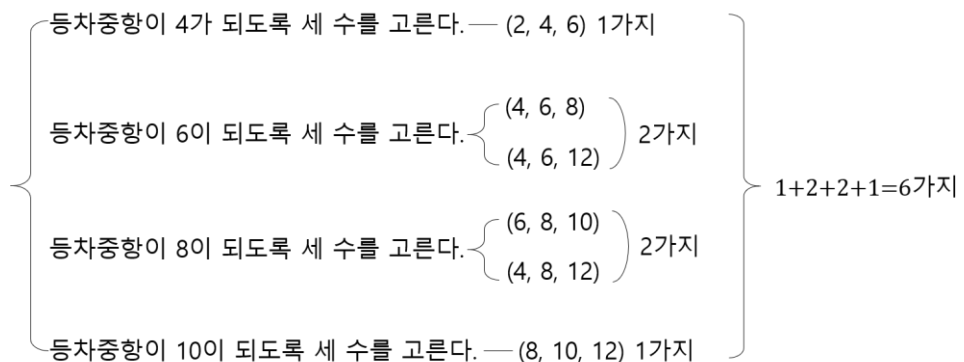 등차중항이 4가 되도록 세 수를 고른다. (2, 4, 6) 1가지
(4, 6, 8)
등차중항이 6이 되도록 세 수를 고른다. 2가지
(4, 6, 12)
1+2+2+1=6가지
(6, 8, 10)
등차중항이 8이 되도록 세 수를 고른다. 2가지
(4, 8, 12)
등차중항이 10이 되도록 세 수를 고른다. (8, 10, 12) 1가지